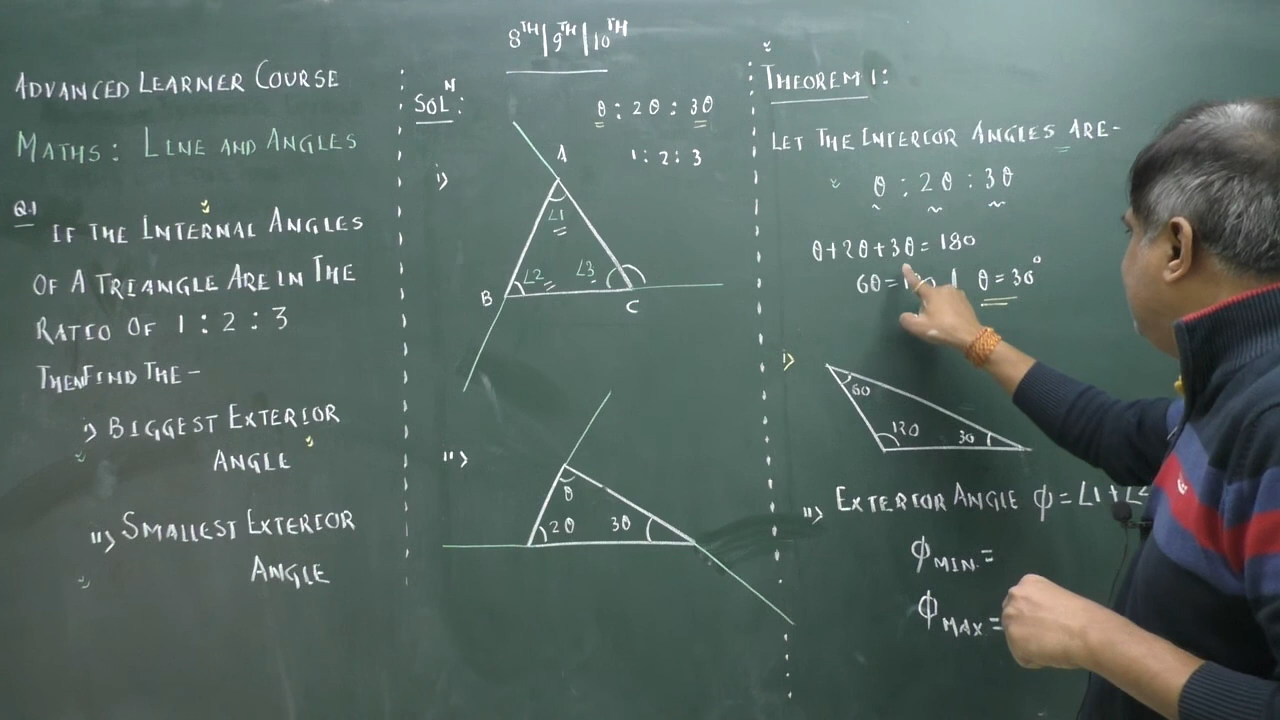 8TH|9TH|10TH
ADVANCED LEARNER COURSE
MATHS: LINE AND ANGLES
Q.1
IF THE INTERNAL ANGLES
OF A TRIANGLE ARE IN THE
RATIO OF 1 : 2 : 3
THEN FIND THE -
i) BIGGEST EXTERIOR
ANGLE
ii) SMALLEST EXTERIOR
ANGLE
SOLN:
θ : 2θ : 3θ
1 : 2 : 3
i)
A
∠1
∠2 ∠3
B
C
ii)
θ
2θ 3θ
THEOREM 1:
LET THE INTERIOR ANGLES ARE-
θ : 2θ : 3θ
θ+2θ+3θ=180
6θ= θ=30°
i)
60
30
ii) EXTERIOR ANGLE ϕ=∠1+∠2
ϕMIN.=
ϕMAX=